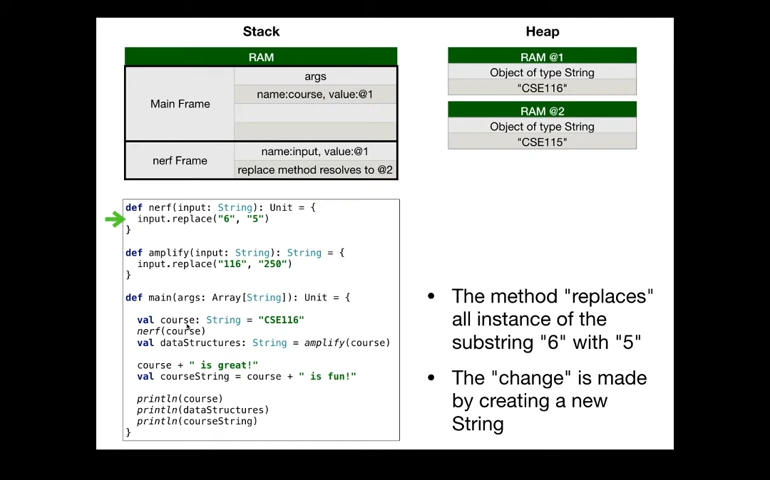 Stack
RAM
Main Frame
args
name:course, value:@1
nerf Frame
name:input, value:@1
replace method resolves to @2
Heap
RAM @1
Object of type String
"CSE116"
RAM @2
Object of type String
"CSE115"
def nerf(input: String): Unit = {
input.replace("6", "5")
}
def amplify(input: String): String = {
input.replace("116", "250")
}
def main(args: Array[String]): Unit = {
val course: String = "CSE116"
nerf(course)
val dataStructures: String = amplify(course)
course + " is great!"
val courseString = course + " is fun!"
println(course)
println(dataStructures)
println(courseString)
}
• The method "replaces"
all instance of the
substring "6" with "5"
• The "change" is made
by creating a new
String